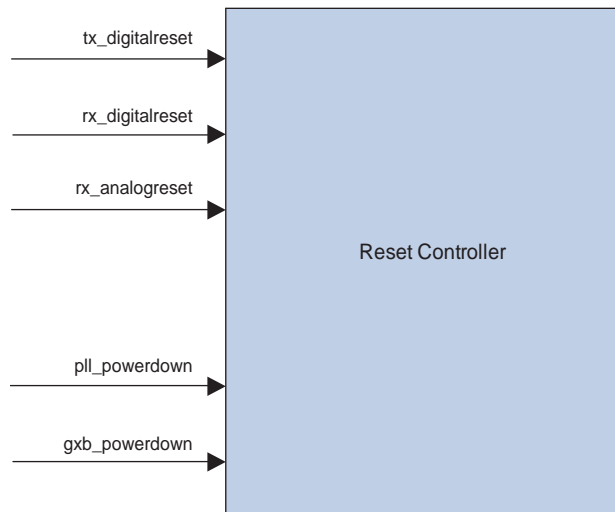 tx_digitalreset
rx_digitalreset
rx_analogreset
Reset Controller
pll_powerdown
gxb_powerdown